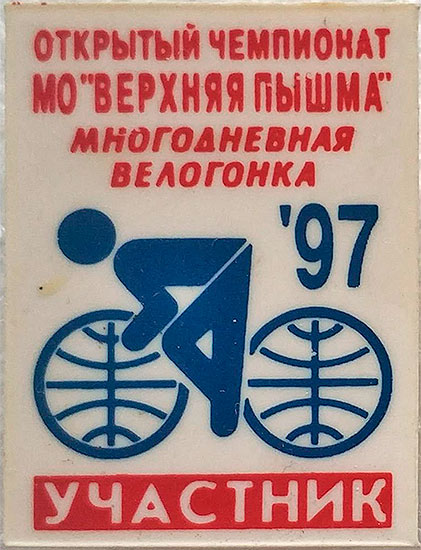 ОТКРЫТЫЙ ЧЕМПИОНАТ
МО "ВЕРХНЯЯ ПЫШМА"
МНОГОДНЕВНАЯ
ВЕЛОГОНКА
'97
УЧАСТНИК